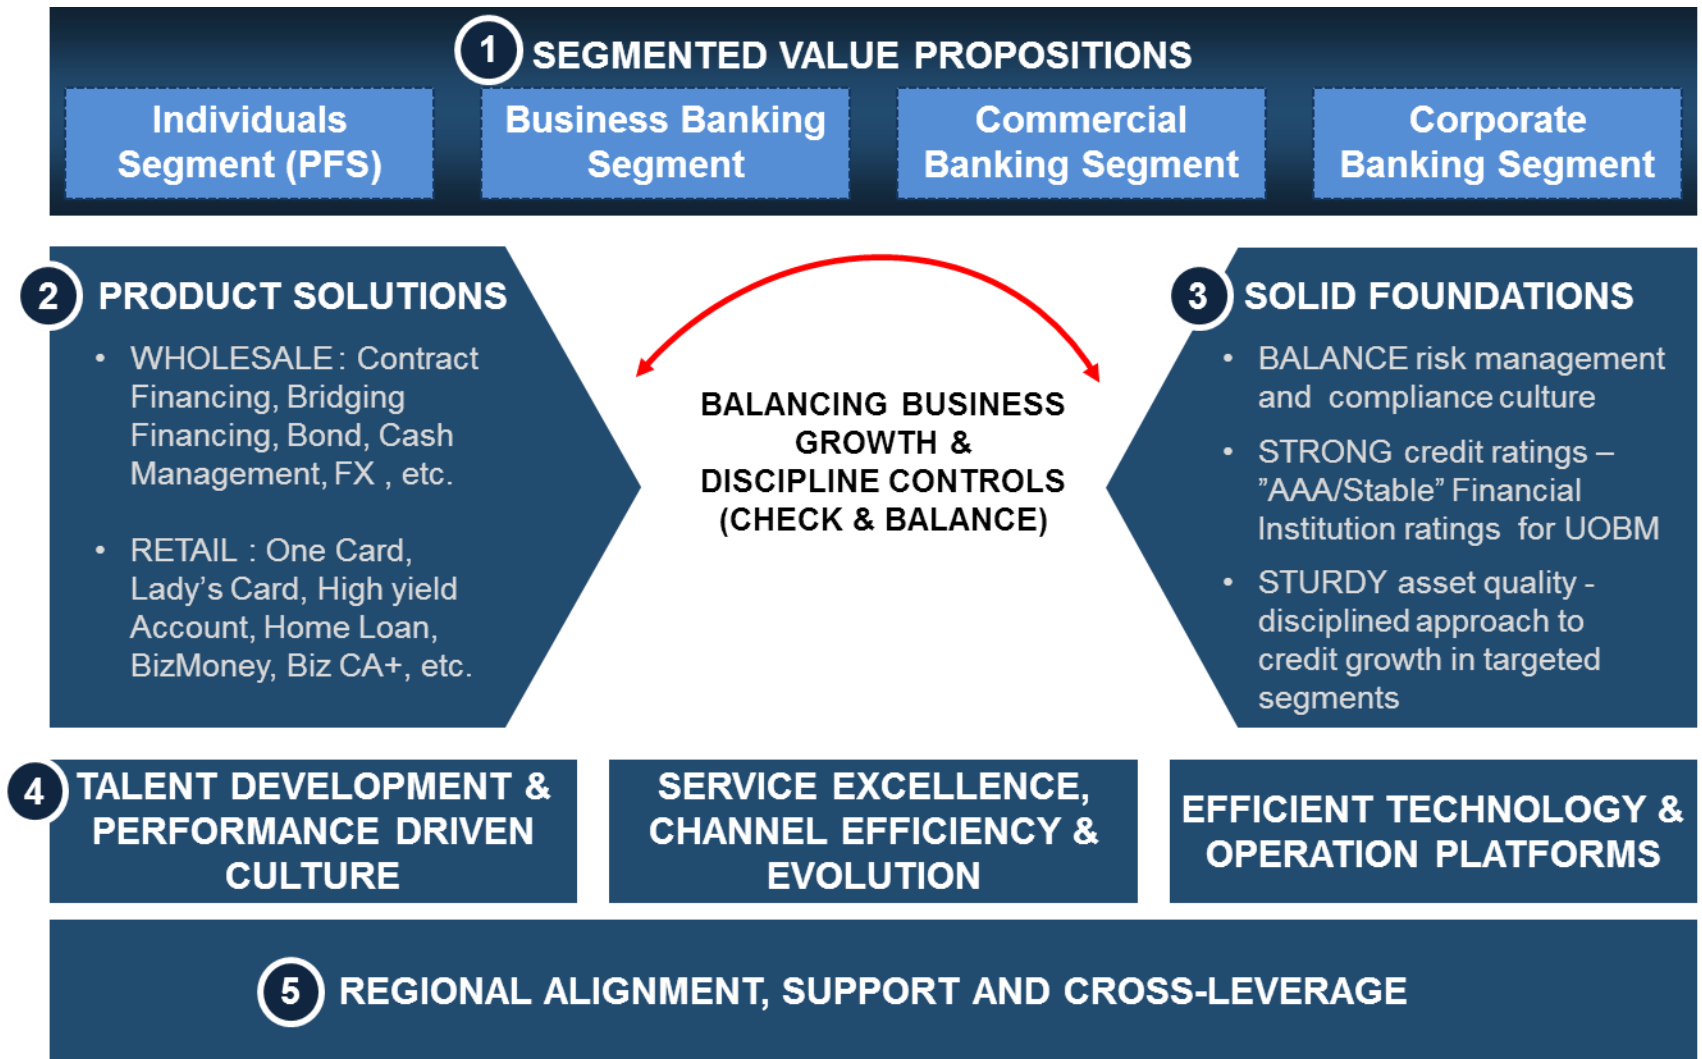 1 SEGMENTED VALUE PROPOSITIONS
Individuals
Segment (PFS)
Business Banking
Segment
Commercial
Banking Segment
Corporate
Banking Segment
2 PRODUCT SOLUTIONS
• WHOLESALE : Contract
Financing, Bridging
Financing, Bond, Cash
Management, FX , etc.
• RETAIL : One Card,
Lady’s Card, High yield
Account, Home Loan,
BizMoney, Biz CA+, etc.
BALANCING BUSINESS
GROWTH &
DISCIPLINE CONTROLS
(CHECK & BALANCE)
3 SOLID FOUNDATIONS
• BALANCE risk management
and compliance culture
• STRONG credit ratings –
”AAA/Stable” Financial
Institution ratings for UOBM
• STURDY asset quality -
disciplined approach to
credit growth in targeted
segments
4 TALENT DEVELOPMENT &
PERFORMANCE DRIVEN
CULTURE
SERVICE EXCELLENCE,
CHANNEL EFFICIENCY &
EVOLUTION
EFFICIENT TECHNOLOGY &
OPERATION PLATFORMS
5 REGIONAL ALIGNMENT, SUPPORT AND CROSS-LEVERAGE